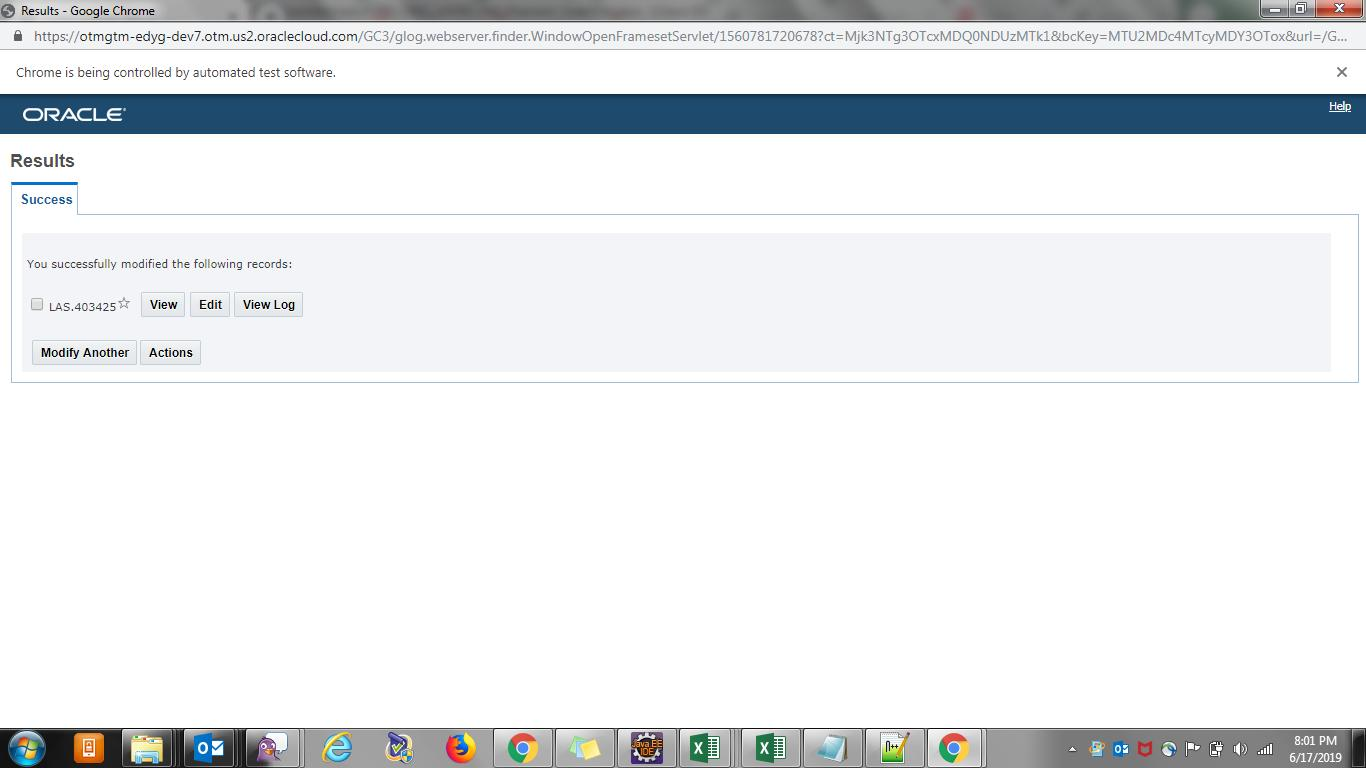 Results - Google Chrome
https://otmgtm-edyg-dev7.otm.us2.oraclecloud.com/GC3/glog.webserver.finder.WindowOpenFramesetServlet/1560781720678?ct=Mjk3NTg3OTcxMDQ0NDUzMTk1&bcKey=MTU2MDc4MTcyMDY3OTox&url=/G...
Chrome is being controlled by automated test software.
ORACLE
Help
Results
Success
You successfully modified the following records:
LAS.403425 View Edit View Log
Modify Another Actions
Java EE
IDE
8:01 PM
6/17/2019